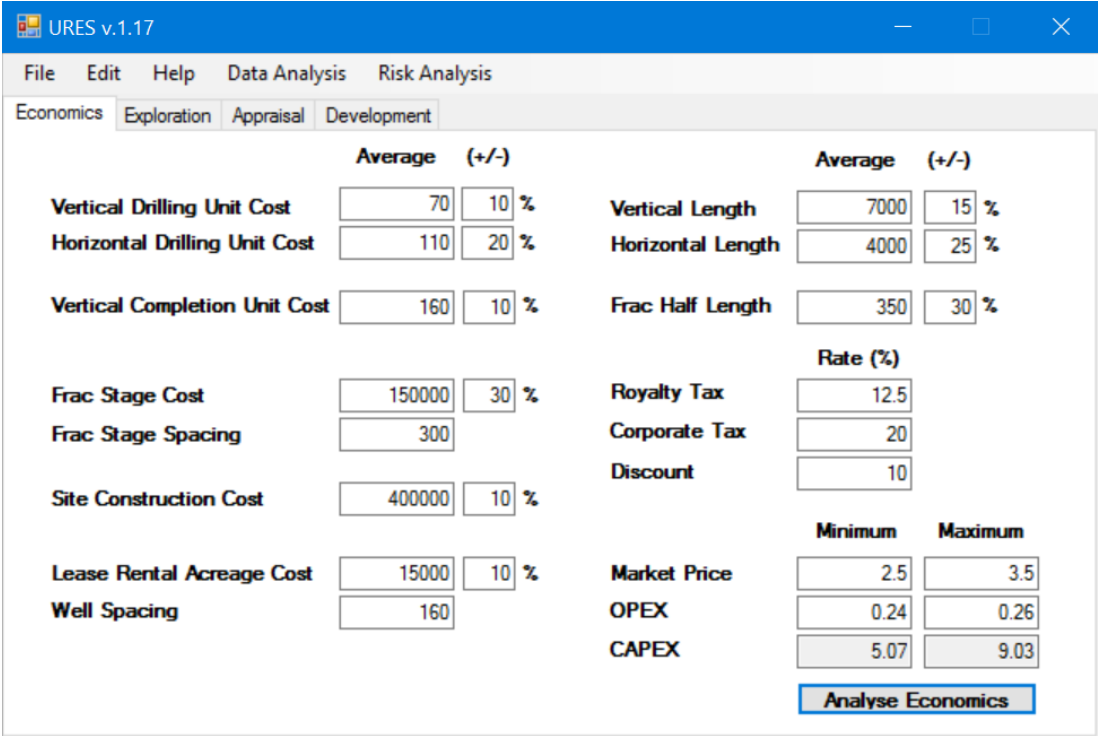 URES v.1.17
File Edit Help Data Analysis Risk Analysis
Economics Exploration Appraisal Development
Average (+/-)
Vertical Drilling Unit Cost 70 10 %
Horizontal Drilling Unit Cost 110 20 %
Vertical Completion Unit Cost 160 10 %
Frac Stage Cost 150000 30 %
Frac Stage Spacing 300
Site Construction Cost 400000 10 %
Lease Rental Acreage Cost 15000 10 %
Well Spacing 160
Average (+/-)
Vertical Length 7000 15 %
Horizontal Length 4000 25 %
Frac Half Length 350 30 %
Rate (%)
Royalty Tax 12.5
Corporate Tax 20
Discount 10
Minimum Maximum
Market Price 2.5 3.5
OPEX 0.24 0.26
CAPEX 5.07 9.03
Analyse Economics